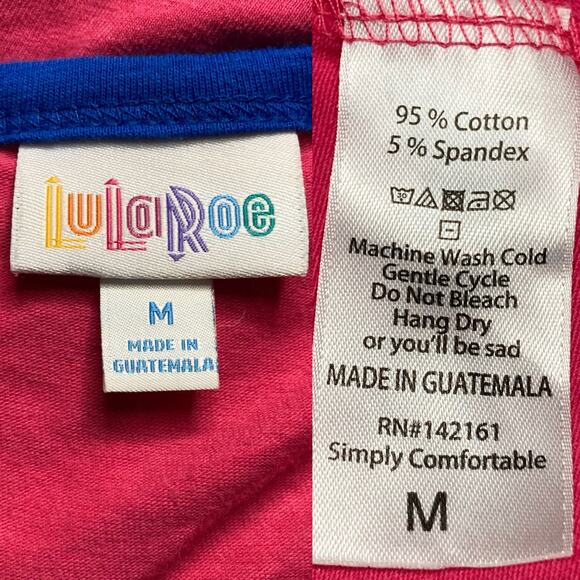 LuLaRoe
M
MADE IN
GUATEMALA
95 % Cotton
5 % Spandex
30
Machine Wash Cold
Gentle Cycle
Do Not Bleach
Hang Dry
or you'll be sad
MADE IN GUATEMALA
RN#142161
Simply Comfortable
M